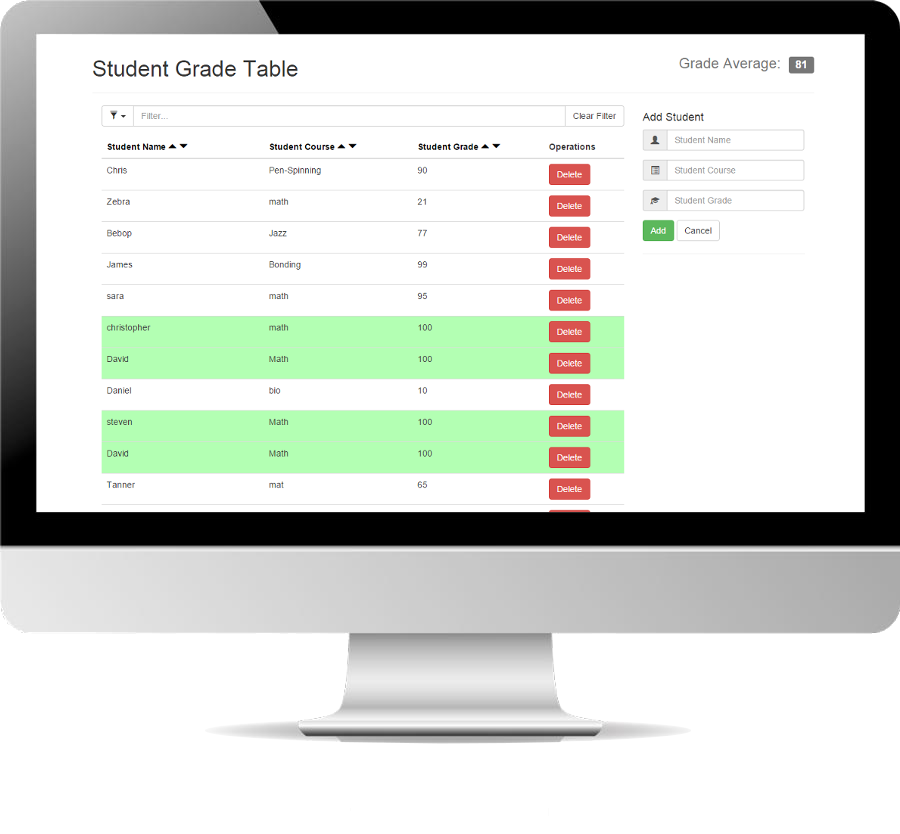 Student Grade Table
Grade Average: 81
Filter...
Clear Filter
Student Name Student Course Student Grade Operations
Chris Pen-Spinning 90 Delete
Zebra math 21 Delete
Bebop Jazz 77 Delete
James Bonding 99 Delete
sara math 95 Delete
christopher math 100 Delete
David Math 100 Delete
Daniel bio 10 Delete
steven Math 100 Delete
David Math 100 Delete
Tanner mat 65 Delete
Add Student
Student Name
Student Course
Student Grade
Add Cancel